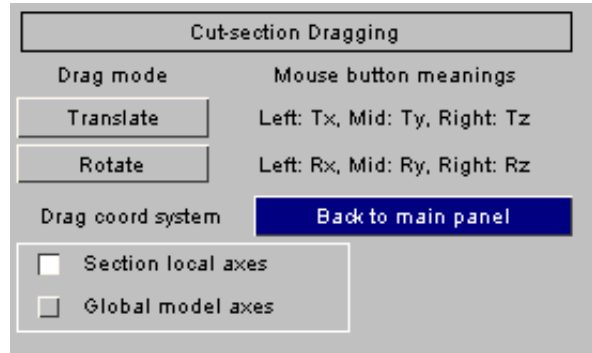 Cut-section Dragging
Drag mode Mouse button meanings
Translate Left: Tx, Mid: Ty, Right: Tz
Rotate Left: Rx, Mid: Ry, Right: Rz
Drag coord system Back to main panel
Section local axes
Global model axes